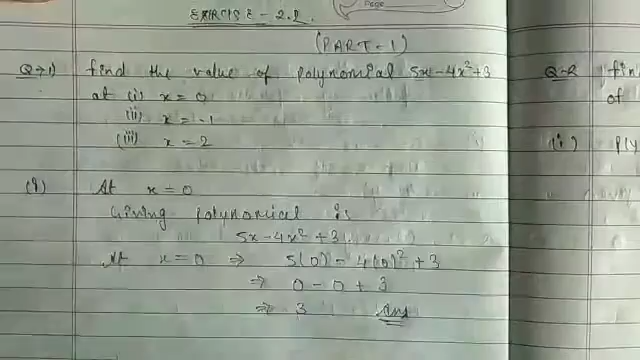 EXERCISE - 2.2.
Page
(PART-1)
Q→1) find the value of polynomial 5x-4x²+3
at (i) x = 0
(ii) x = -1
(iii) x = 2
(i) At x = 0
Giving polynomial is
5x-4x²+3.
At x = 0 ⇒ 5(0) - 4(0)² + 3
⇒ 0 - 0 + 3
⇒ 3 Ans
Q-2 fin
of
(i) P(y